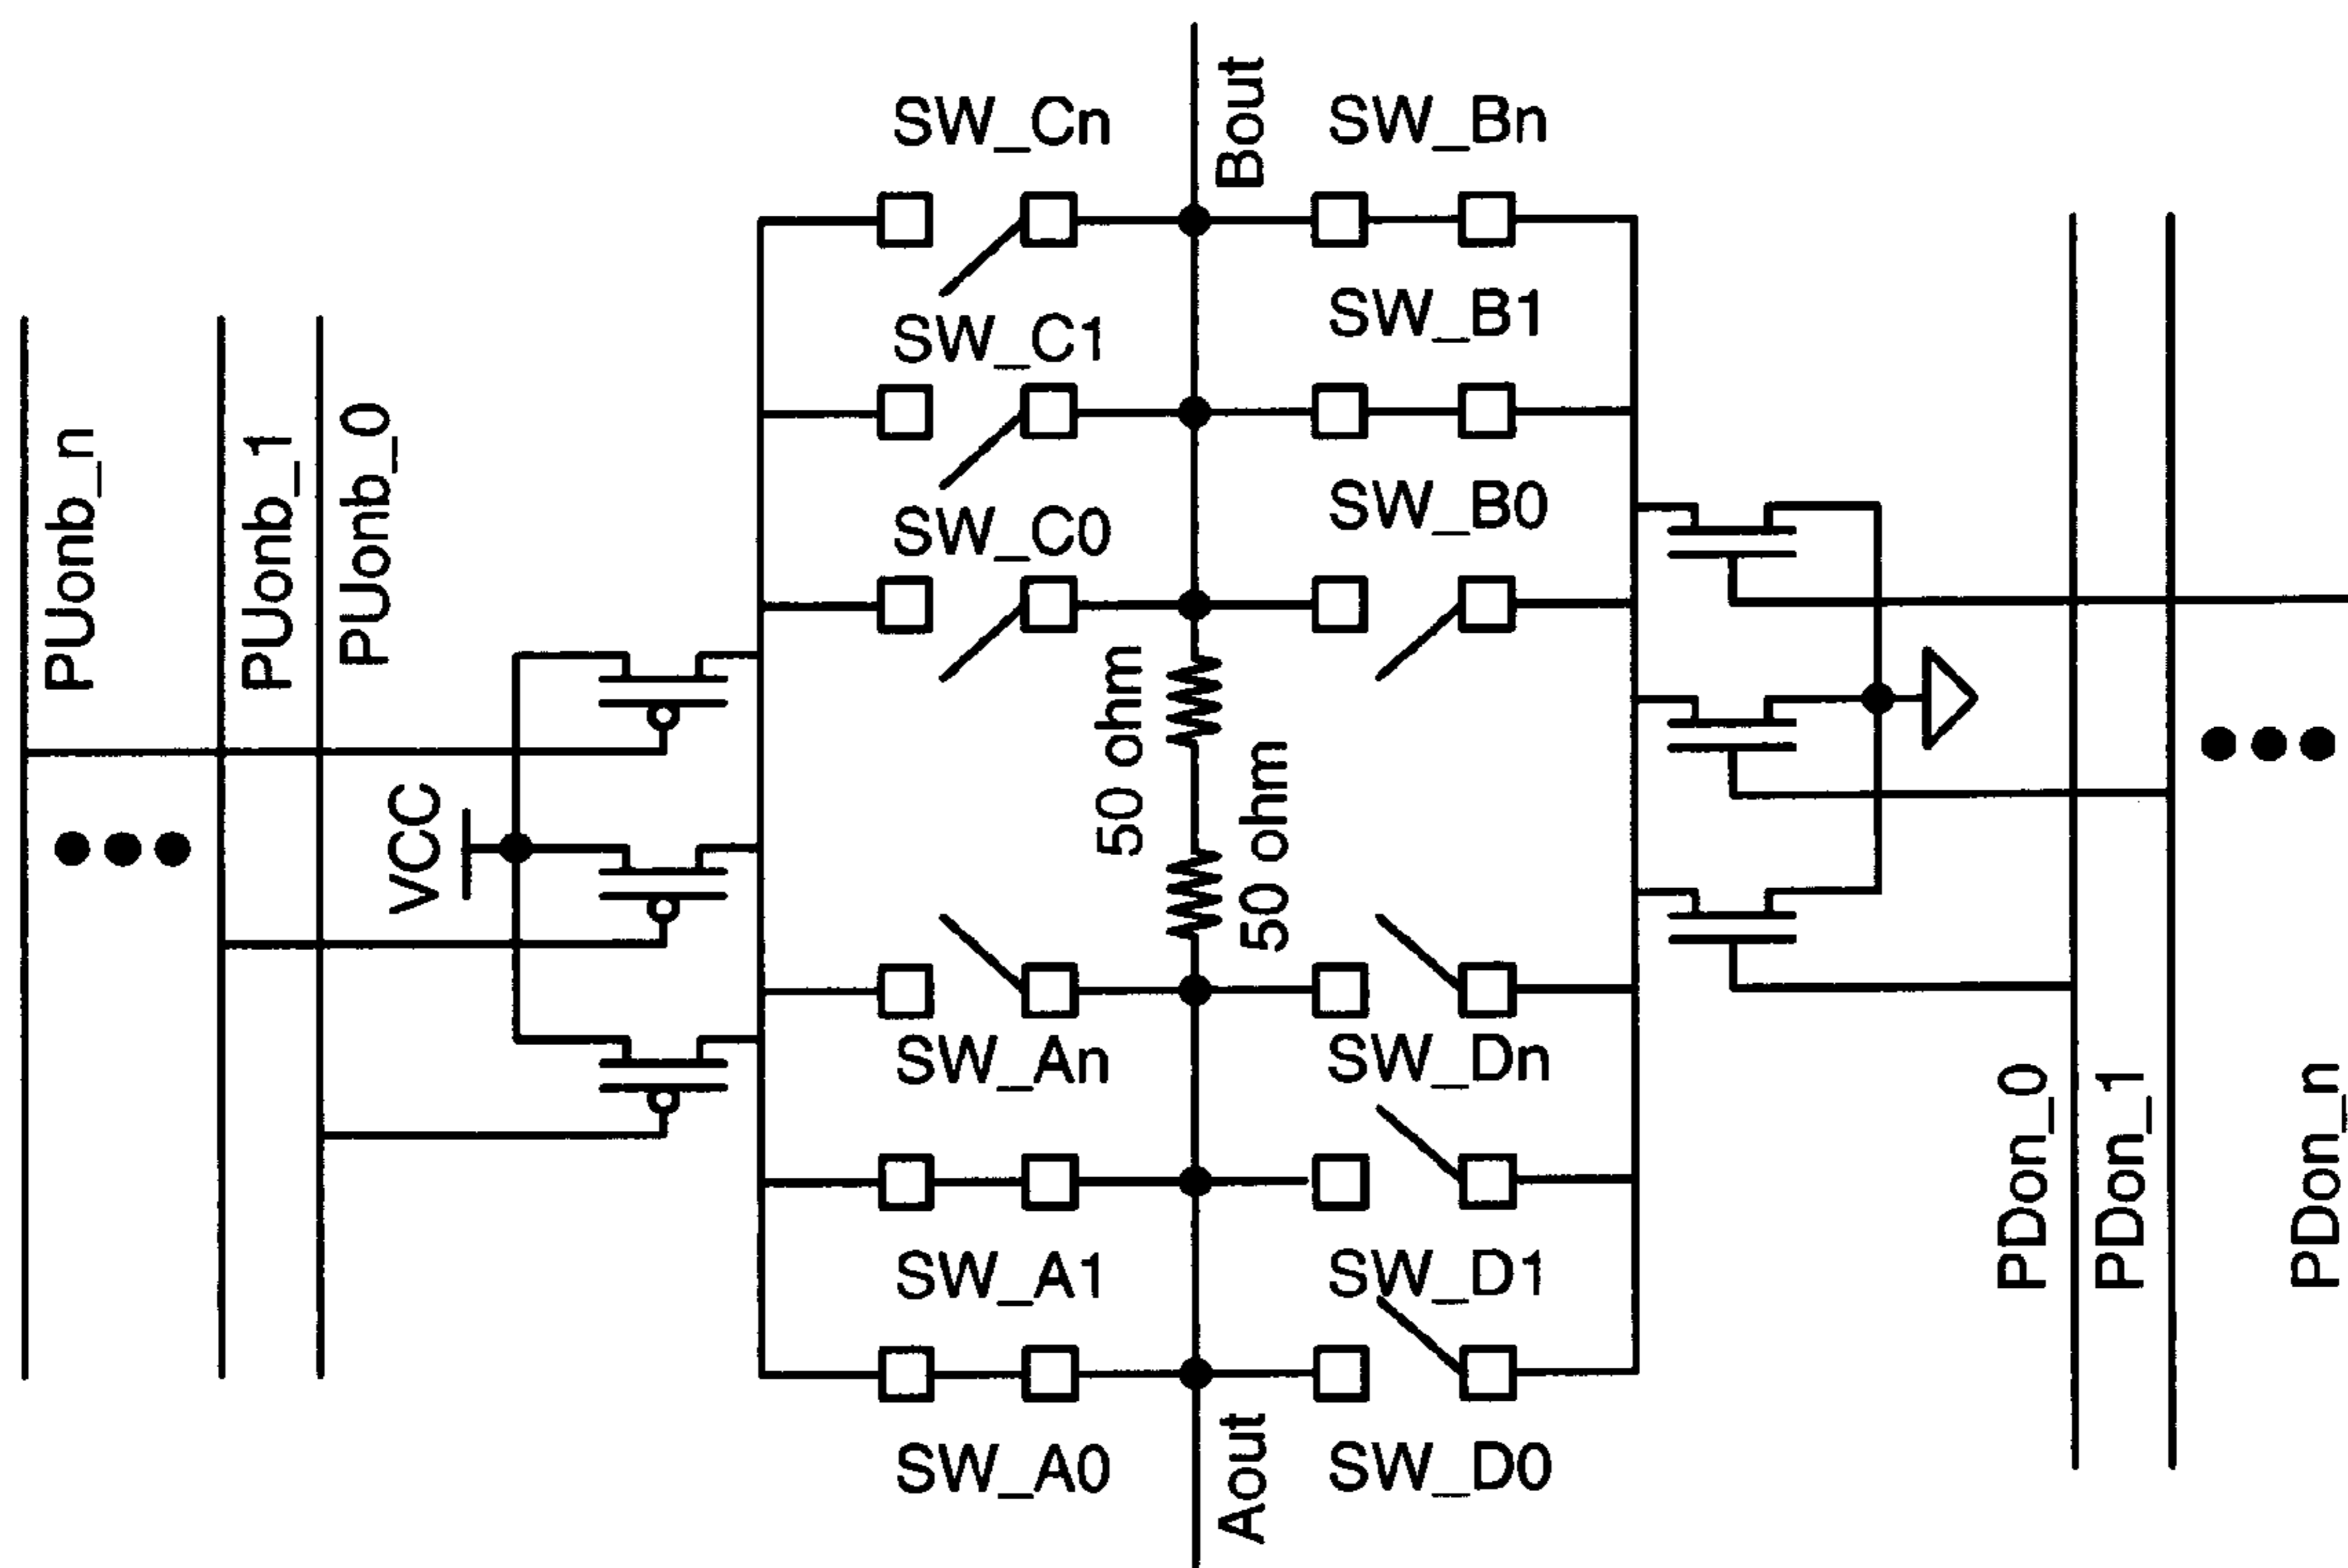 Bout
SW_Cn
SW_Bn
SW_C1
SW_B1
SW_C0
SW_B0
PUonb_n
PUonb_1
PUonb_0
VCC
50 ohm
50 ohm
SW_An
SW_Dn
SW_A1
SW_D1
SW_A0
SW_D0
Aout
PDon_0
PDon_1
PDon_n